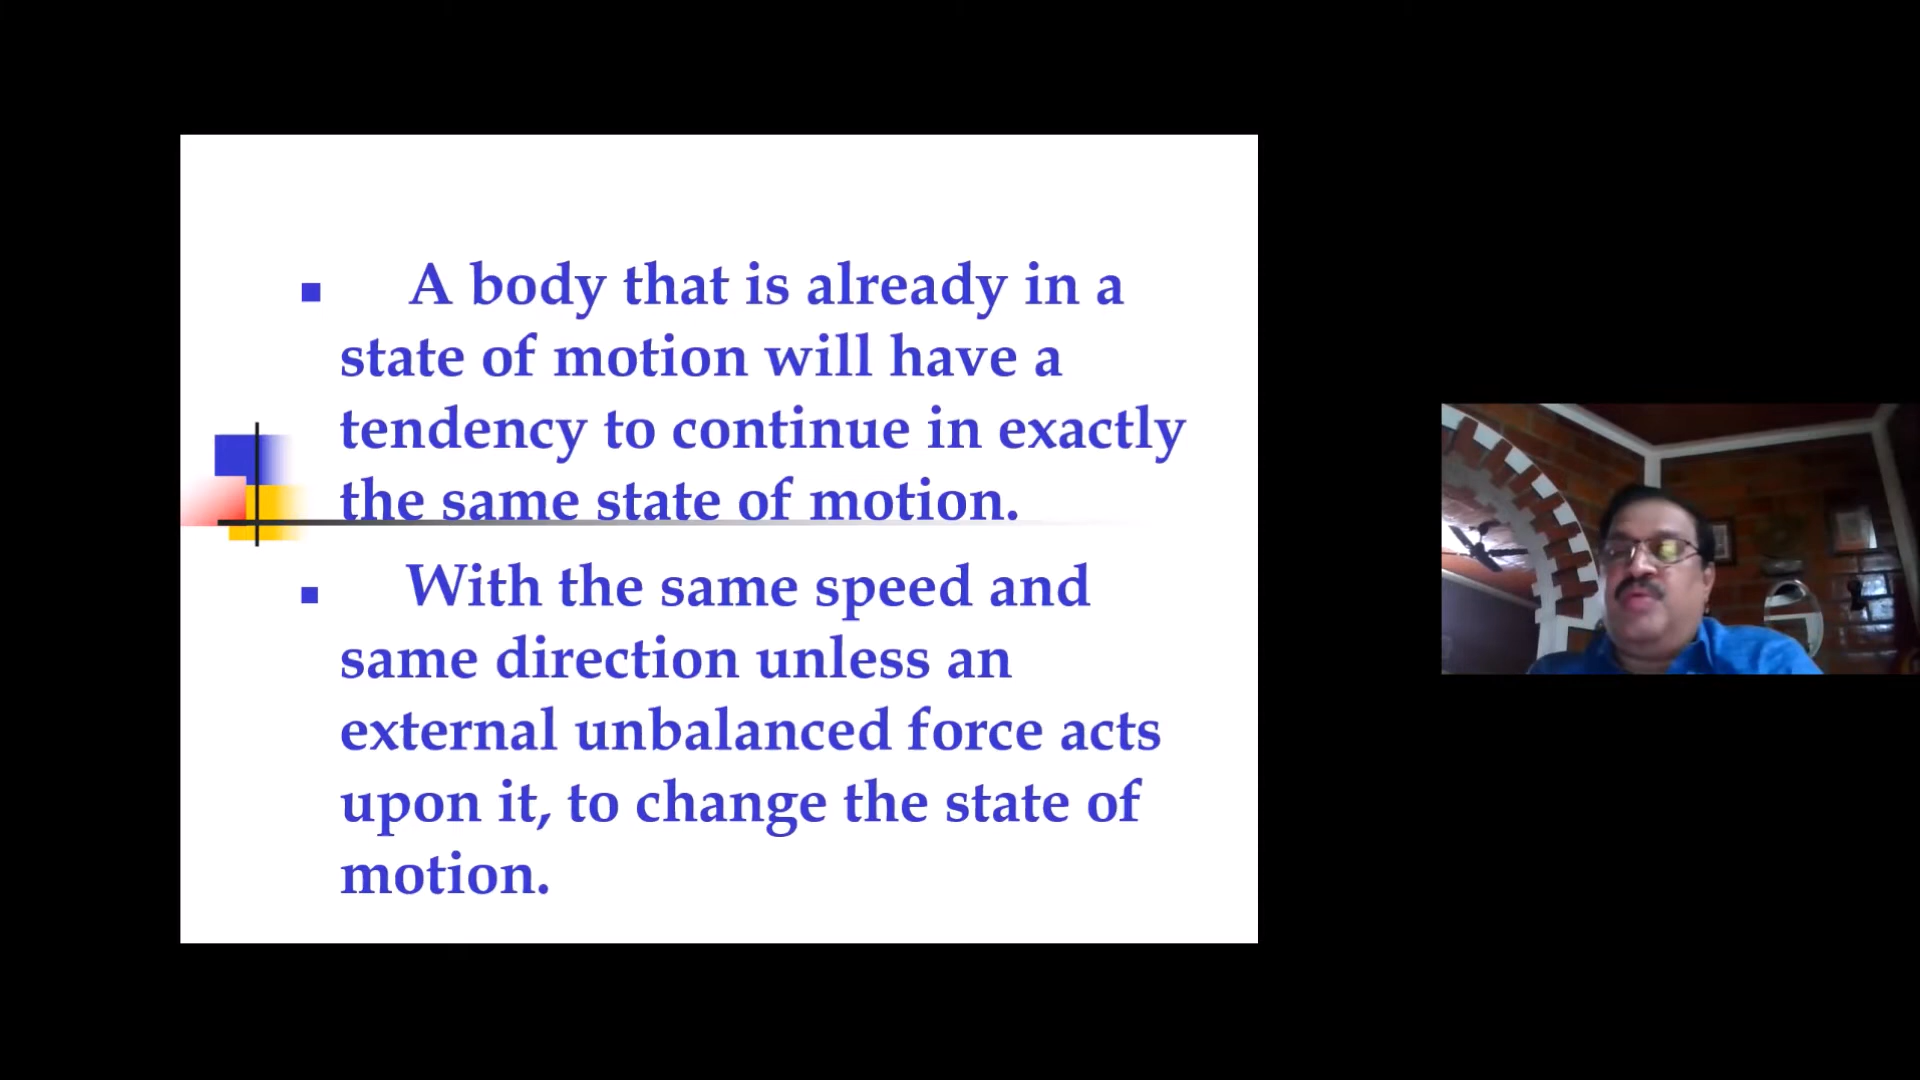 A body that is already in a
state of motion will have a
tendency to continue in exactly
the same state of motion.
With the same speed and
same direction unless an
external unbalanced force acts
upon it, to change the state of
motion.